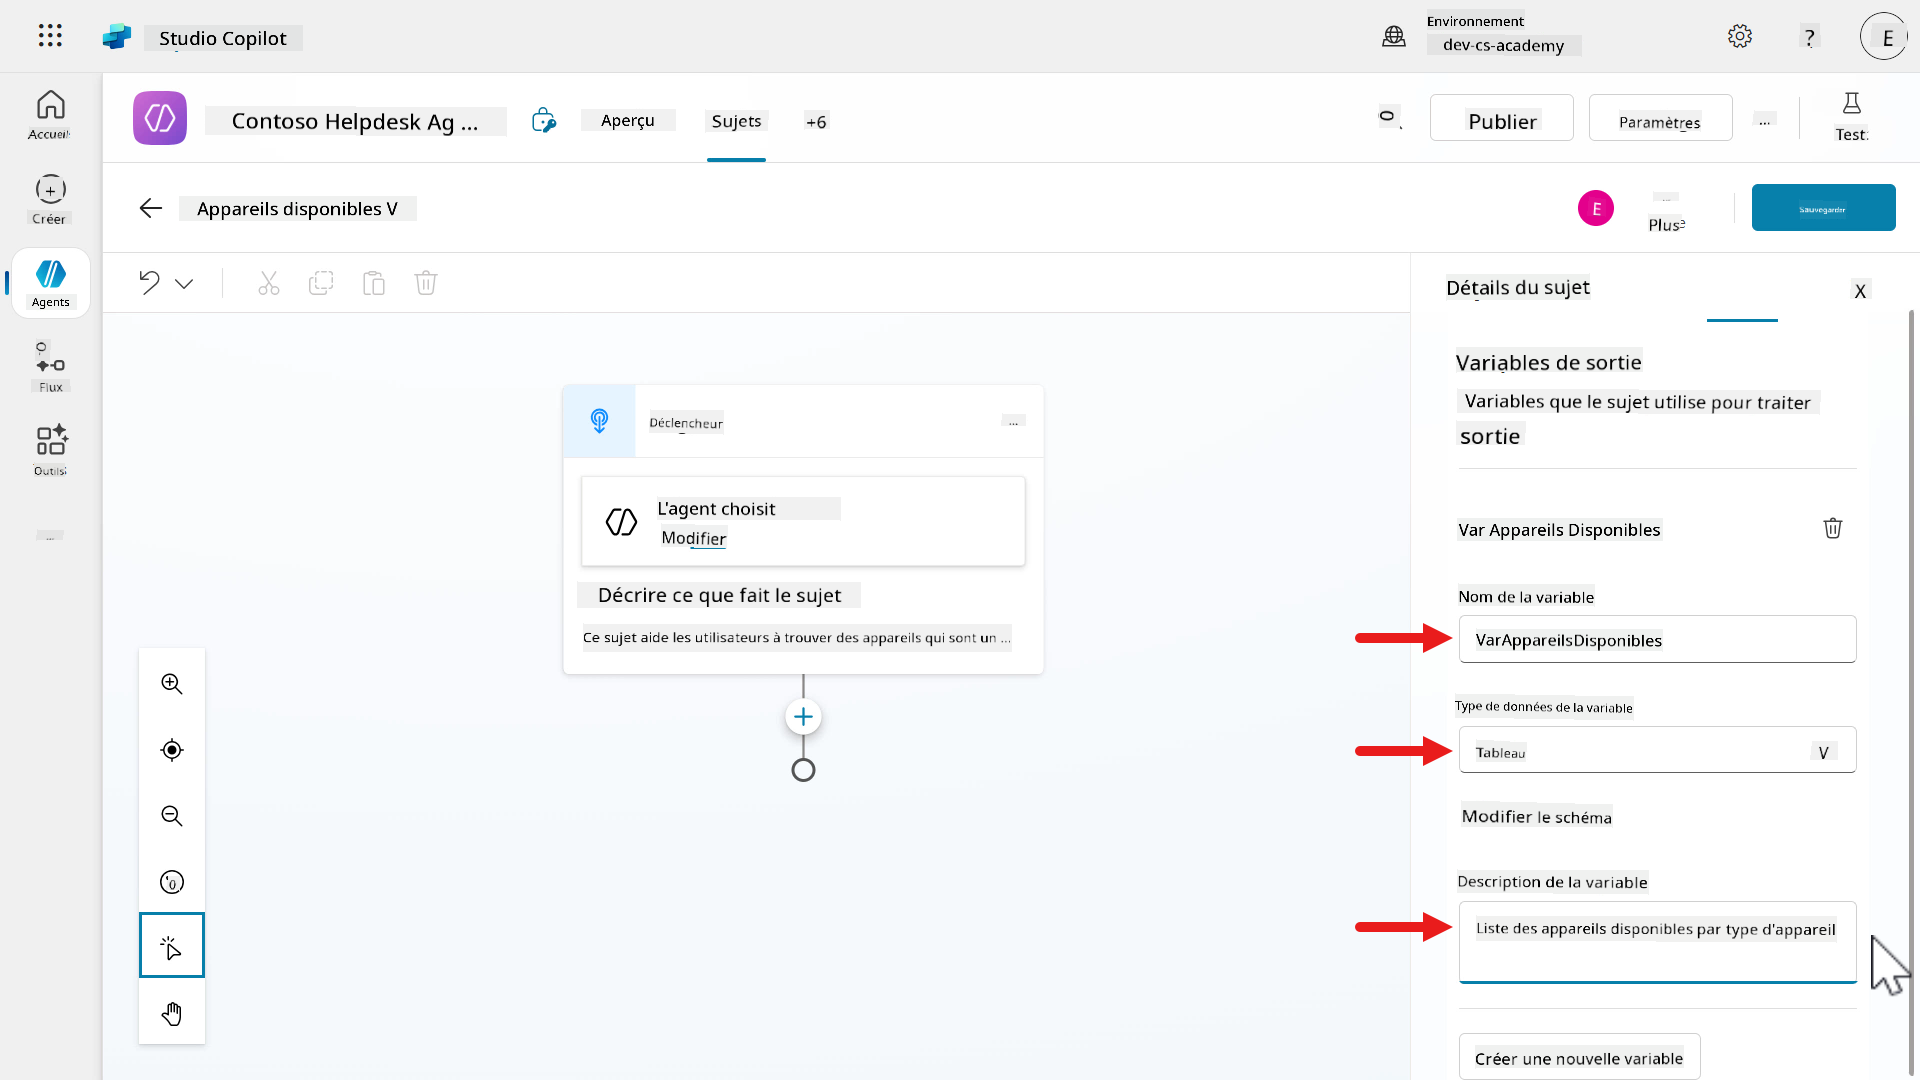 Studio Copilot
Environnement
dev-cs-academy
?
E
Accueil
Créer
Agents
Flux
Outils
...
Contoso Helpdesk Ag ...
Aperçu
Sujets
+6
Publier
Paramètres
...
Test
Appareils disponibles V
E
...
Plus
Sauvegarder
Déclencheur
...
L'agent choisit
Modifier
Décrire ce que fait le sujet
Ce sujet aide les utilisateurs à trouver des appareils qui sont un ...
Détails du sujet
X
Variables de sortie
Variables que le sujet utilise pour traiter
sortie
Var Appareils Disponibles
Nom de la variable
VarAppareilsDisponibles
Type de données de la variable
Tableau
V
Modifier le schéma
Description de la variable
Liste des appareils disponibles par type d'appareil
Créer une nouvelle variable